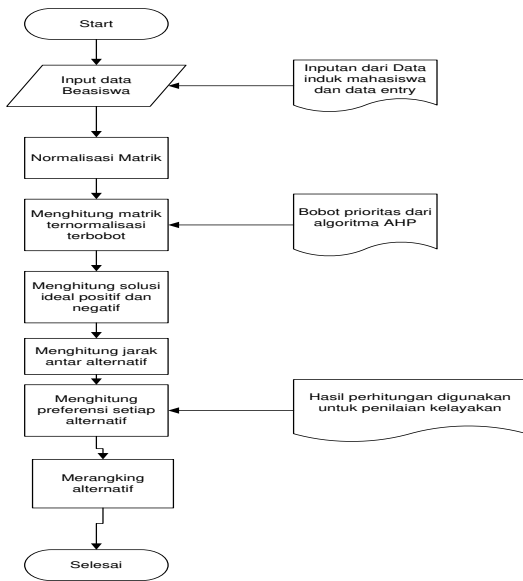 Start
Input data
Beasiswa
Inputan dari Data
induk mahasiswa
dan data entry
Normalisasi Matrik
Menghitung matrik
ternormalisasi
terbobot
Bobot prioritas dari
algoritma AHP
Menghitung solusi
ideal positif dan
negatif
Menghitung jarak
antar alternatif
Menghitung
preferensi setiap
alternatif
Hasil perhitungan digunakan
untuk penilaian kelayakan
Merangking
alternatif
Selesai